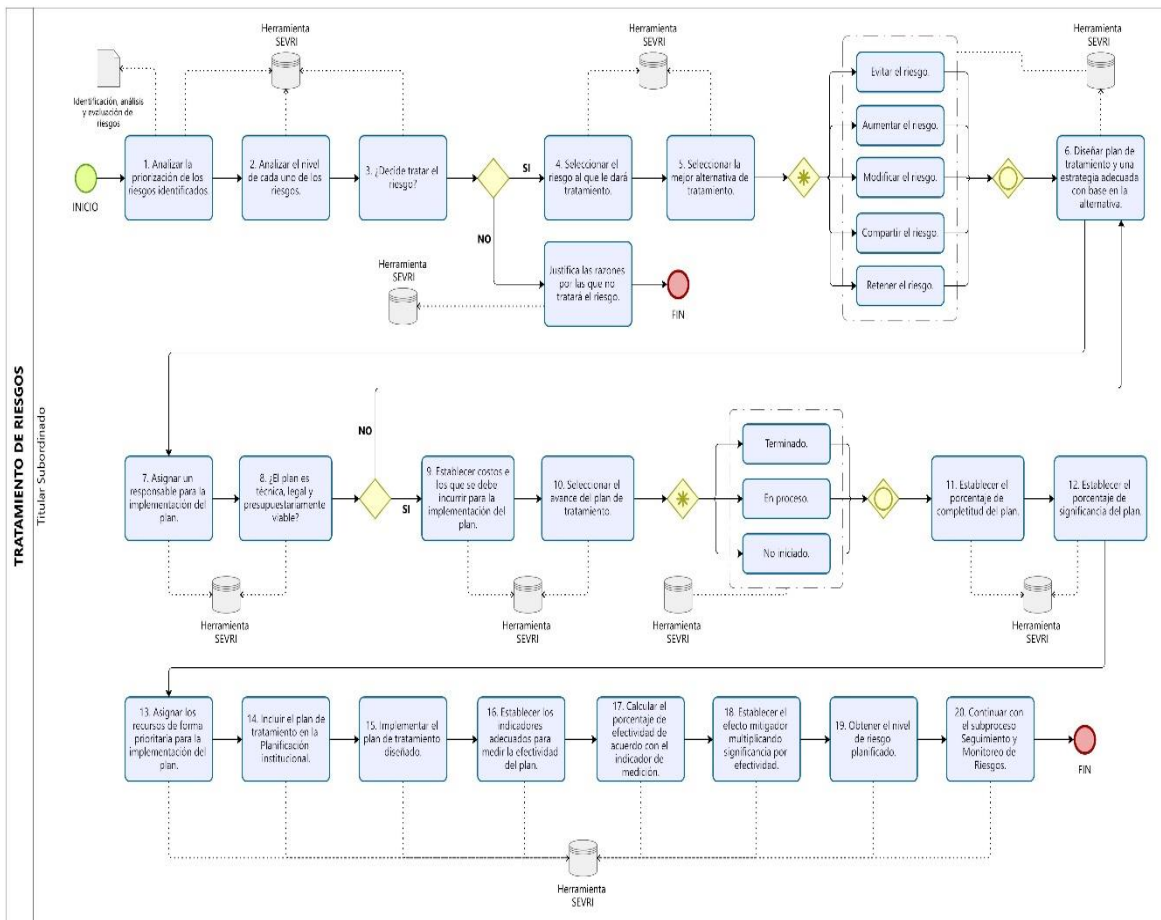 TRATAMIENTO DE RIESGOS
Titular Subordinado
Herramienta
SEVRI
Herramienta
SEVRI
Herramienta
SEVRI
Identificación, análisis
y evaluación de
riesgos
INICIO
1. Analizar la
priorización de los
riesgos identificados.
2. Analizar el nivel
de cada uno de los
riesgos.
3. ¿Decide tratar el
riesgo?
SI
NO
4. Seleccionar el
riesgo al que le dará
tratamiento.
5. Seleccionar la
mejor alternativa de
tratamiento.
Evitar el riesgo.
Aumentar el riesgo.
Modificar el riesgo.
Compartir el riesgo.
Retener el riesgo.
6. Diseñar plan de
tratamiento y una
estrategia adecuada
con base en la
alternativa.
Herramienta
SEVRI
Justifica las razones
por las que no
tratará el riesgo.
FIN
7. Asignar un
responsable para la
implementación del
plan.
8. ¿El plan es
técnica, legal y
presupuestariamente
viable?
NO
SI
9. Establecer costos e
los que se debe
incurrir para la
implementación del
plan.
10. Seleccionar el
avance del plan de
tratamiento.
Terminado.
En proceso.
No iniciado.
11. Establecer el
porcentaje de
completitud del plan.
12. Establecer el
porcentaje de
significancia del plan.
Herramienta
SEVRI
Herramienta
SEVRI
Herramienta
SEVRI
Herramienta
SEVRI
13. Asignar los
recursos de forma
prioritaria para la
implementación del
plan.
14. Incluir el plan de
tratamiento en la
Planificación
institucional.
15. Implementar el
plan de tratamiento
diseñado.
16. Establecer los
indicadores
adecuados para
medir la efectividad
del plan.
17. Calcular el
porcentaje de
efectividad de
acuerdo con el
indicador de
medición.
18. Establecer el
efecto mitigador
multiplicando
significancia por
efectividad.
19. Obtener el nivel
de riesgo
planificado.
20. Continuar con el
subproceso
Seguimiento y
Monitoreo de
Riesgos.
FIN
Herramienta
SEVRI